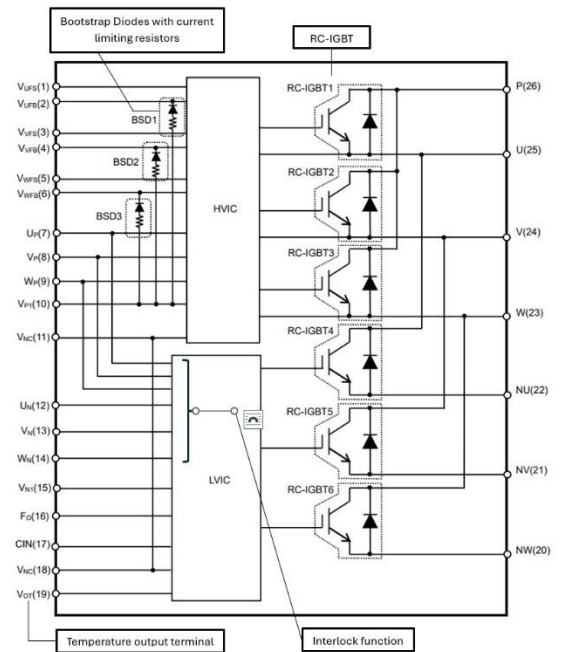 Bootstrap Diodes with current
limiting resistors
RC-IGBT
VUFS(1)
VUFB(2)
VVFS(3)
VVFB(4)
VWFS(5)
VWFB(6)
UP(7)
VP(8)
WP(9)
VP1(10)
VNC(11)
UN(12)
VN(13)
WN(14)
VN1(15)
FO(16)
CIN(17)
VNC(18)
VOT(19)
BSD1
BSD2
BSD3
HVIC
LVIC
RC-IGBT1
RC-IGBT2
RC-IGBT3
RC-IGBT4
RC-IGBT5
RC-IGBT6
P(26)
U(25)
V(24)
W(23)
NU(22)
NV(21)
NW(20)
Temperature output terminal
Interlock function